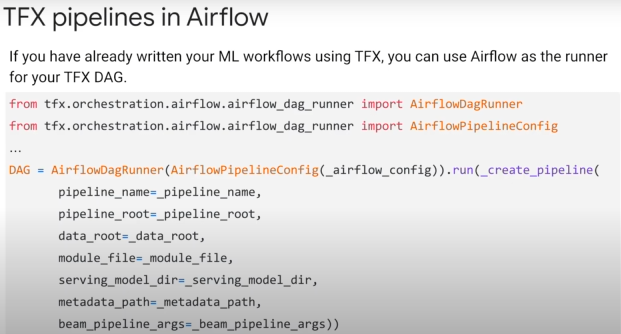 TFX pipelines in Airflow
If you have already written your ML workflows using TFX, you can use Airflow as the runner
for your TFX DAG.
from tfx.orchestration.airflow.airflow_dag_runner import AirflowDagRunner
from tfx.orchestration.airflow.airflow_dag_runner import AirflowPipelineConfig
...
DAG = AirflowDagRunner(AirflowPipelineConfig(_airflow_config)).run(_create_pipeline(
pipeline_name=_pipeline_name,
pipeline_root=_pipeline_root,
data_root=_data_root,
module_file=_module_file,
serving_model_dir=_serving_model_dir,
metadata_path=_metadata_path,
beam_pipeline_args=_beam_pipeline_args))